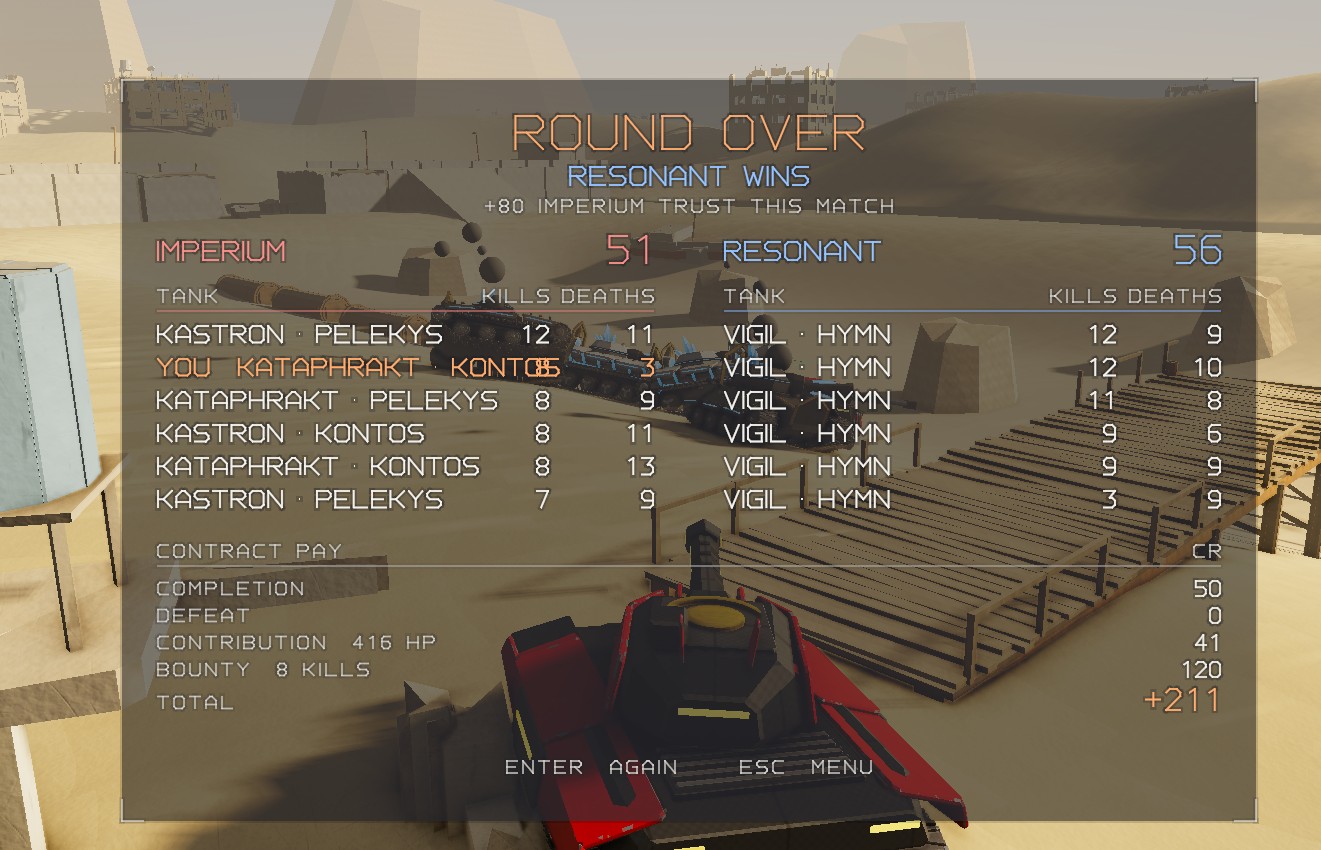 ROUND OVER
RESONANT WINS
+80 IMPERIUM TRUST THIS MATCH
IMPERIUM 51 RESONANT 56
TANK KILLS DEATHS TANK KILLS DEATHS
KASTRON · PELEKYS 12 11 VIGIL · HYMN 12 9
YOU KATAPHRAKT KONTOS 8 3 VIGIL · HYMN 12 10
KATAPHRAKT · PELEKYS 8 9 VIGIL · HYMN 11 8
KASTRON · KONTOS 8 11 VIGIL · HYMN 9 6
KATAPHRAKT · KONTOS 8 13 VIGIL · HYMN 9 9
KASTRON · PELEKYS 7 9 VIGIL · HYMN 3 9
CONTRACT PAY CR
COMPLETION 50
DEFEAT 0
CONTRIBUTION 416 HP 41
BOUNTY 8 KILLS 120
TOTAL +211
ENTER AGAIN ESC MENU